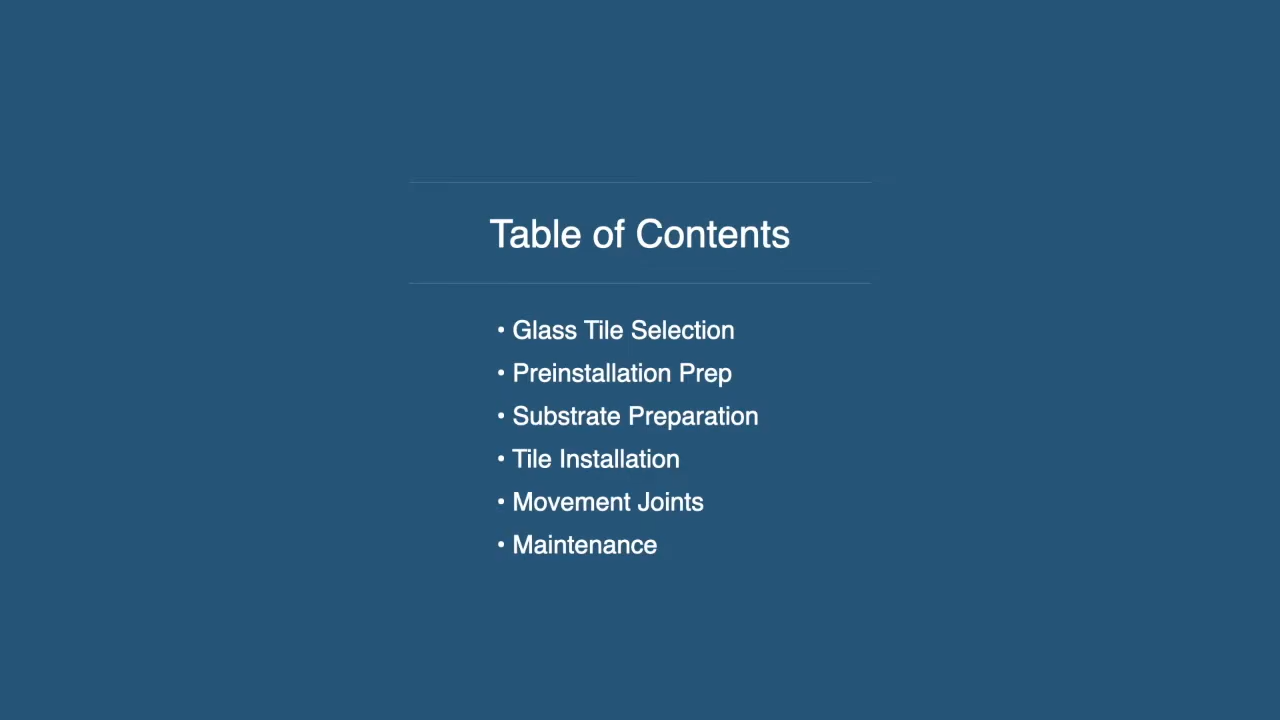 Table of Contents
• Glass Tile Selection
• Preinstallation Prep
• Substrate Preparation
• Tile Installation
• Movement Joints
• Maintenance